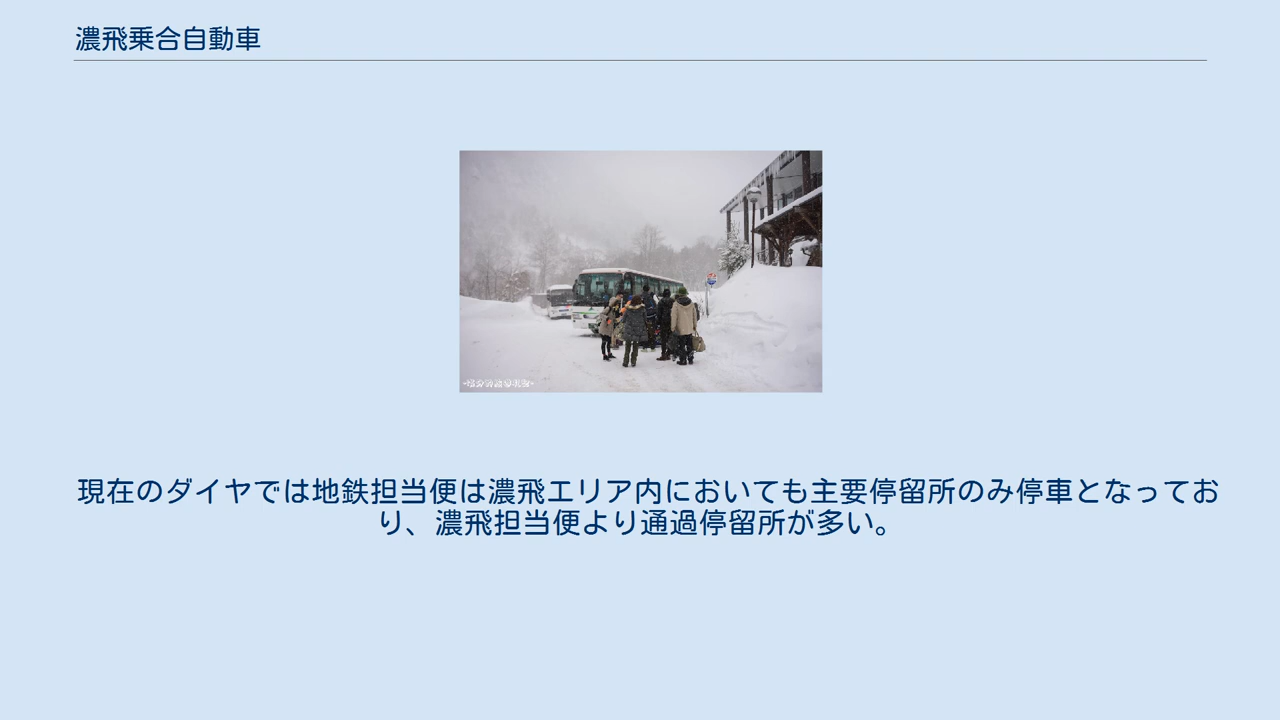 濃飛乗合自動車
現在のダイヤでは地鉄担当便は濃飛エリア内においても主要停留所のみ停車となってお
り、濃飛担当便より通過停留所が多い。